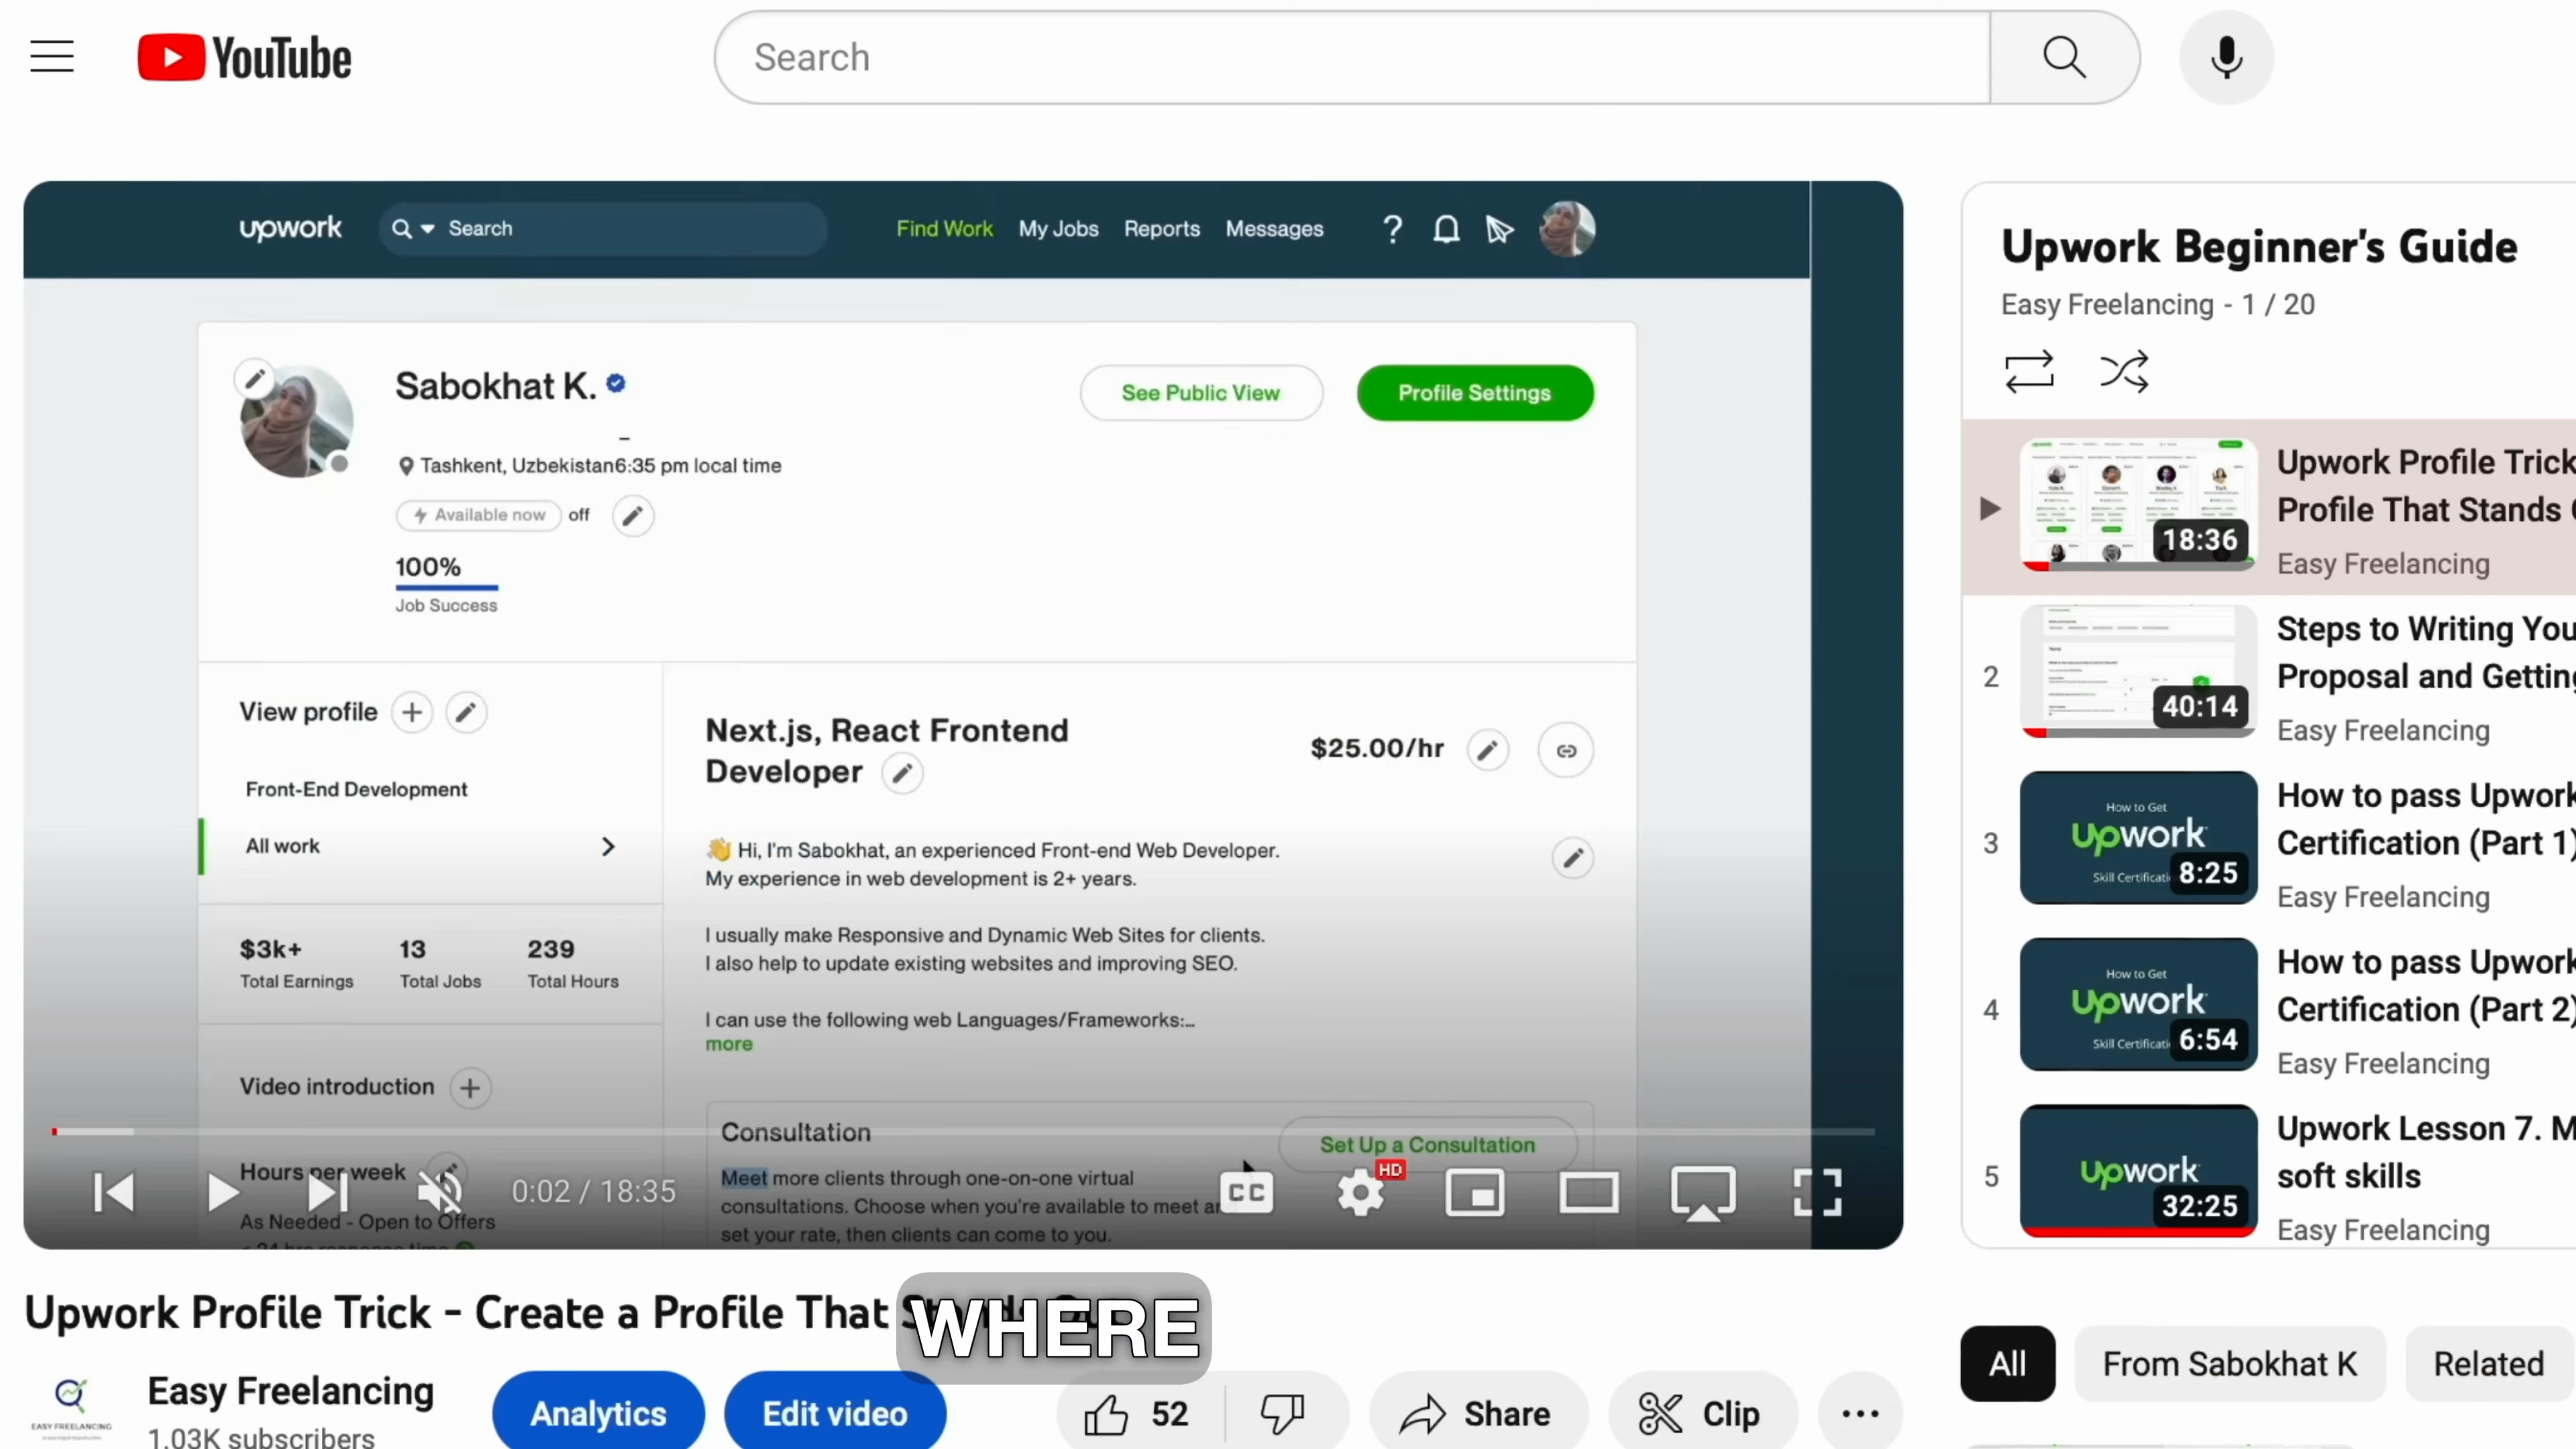 YouTube
Search
upwork
Search
Find Work
My Jobs
Reports
Messages
Sabokhat K.
See Public View
Profile Settings
Tashkent, Uzbekistan6:35 pm local time
Available now
off
100%
Job Success
View profile
Front-End Development
All work
$3k+
Total Earnings
13
Total Jobs
239
Total Hours
Video introduction
Hours per week
As Needed - Open to Offers
Next.js, React Frontend
Developer
$25.00/hr
👋 Hi, I'm Sabokhat, an experienced Front-end Web Developer.
My experience in web development is 2+ years.
I usually make Responsive and Dynamic Web Sites for clients.
I also help to update existing websites and improving SEO.
I can use the following web Languages/Frameworks:...
more
Consultation
Set Up a Consultation
Meet more clients through one-on-one virtual
consultations. Choose when you're available to meet
set your rate, then clients can come to you.
0:02 / 18:35
CC
HD
Upwork Profile Trick - Create a Profile That
WHERE
EASY FREELANCING
Easy Freelancing
1.03K subscribers
Analytics
Edit video
52
Share
Clip
Upwork Beginner's Guide
Easy Freelancing - 1 / 20
18:36
Upwork Profile Trick
Profile That Stands
Easy Freelancing
2
40:14
Steps to Writing You
Proposal and Getting
Easy Freelancing
3
How to Get
Upwork
Skill Certificati
8:25
How to pass Upwork
Certification (Part 1)
Easy Freelancing
4
How to Get
Upwork
Skill Certificati
6:54
How to pass Upwork
Certification (Part 2)
Easy Freelancing
5
Upwork
32:25
Upwork Lesson 7. M
soft skills
Easy Freelancing
All
From Sabokhat K
Related